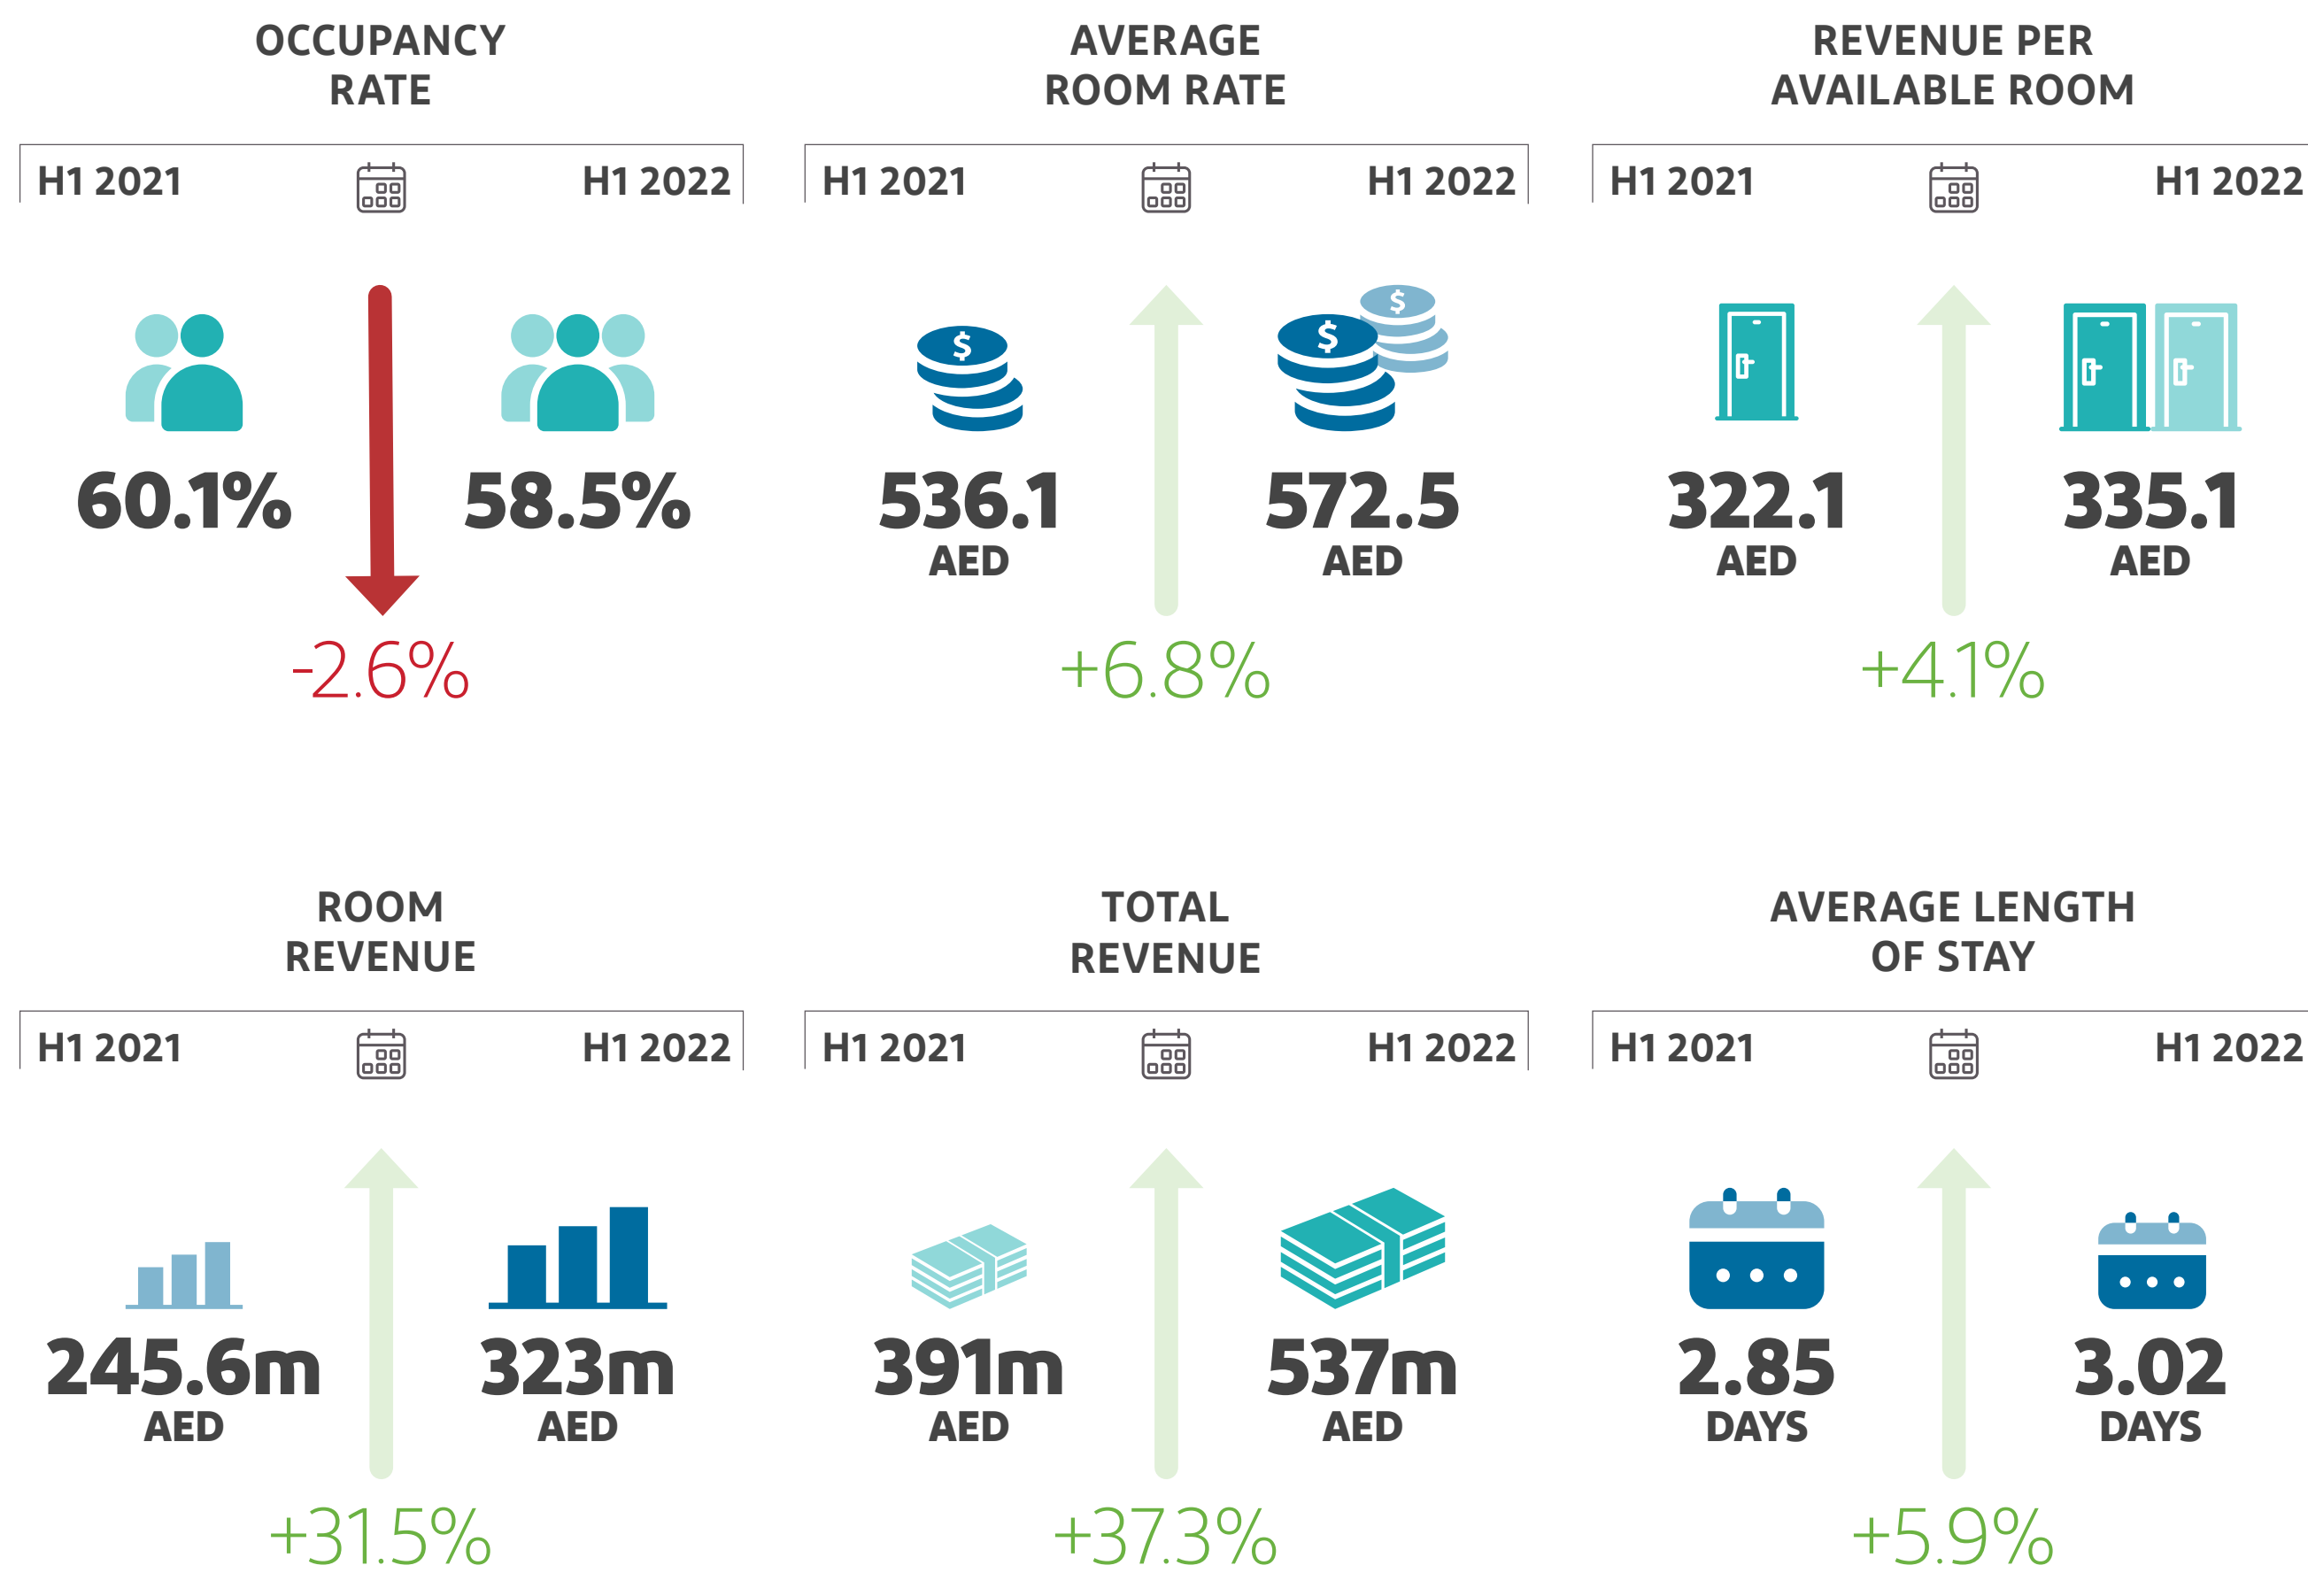 OCCUPANCY
RATE
H1 2021
H1 2022
60.1%
58.5%
-2.6%
AVERAGE
ROOM RATE
H1 2021
H1 2022
$
$
$
536.1
AED
572.5
AED
+6.8%
REVENUE PER
AVAILABLE ROOM
H1 2021
H1 2022
322.1
AED
335.1
AED
+4.1%
ROOM
REVENUE
H1 2021
H1 2022
245.6m
AED
323m
AED
+31.5%
TOTAL
REVENUE
H1 2021
H1 2022
391m
AED
537m
AED
+37.3%
AVERAGE LENGTH
OF STAY
H1 2021
H1 2022
2.85
DAYS
3.02
DAYS
+5.9%